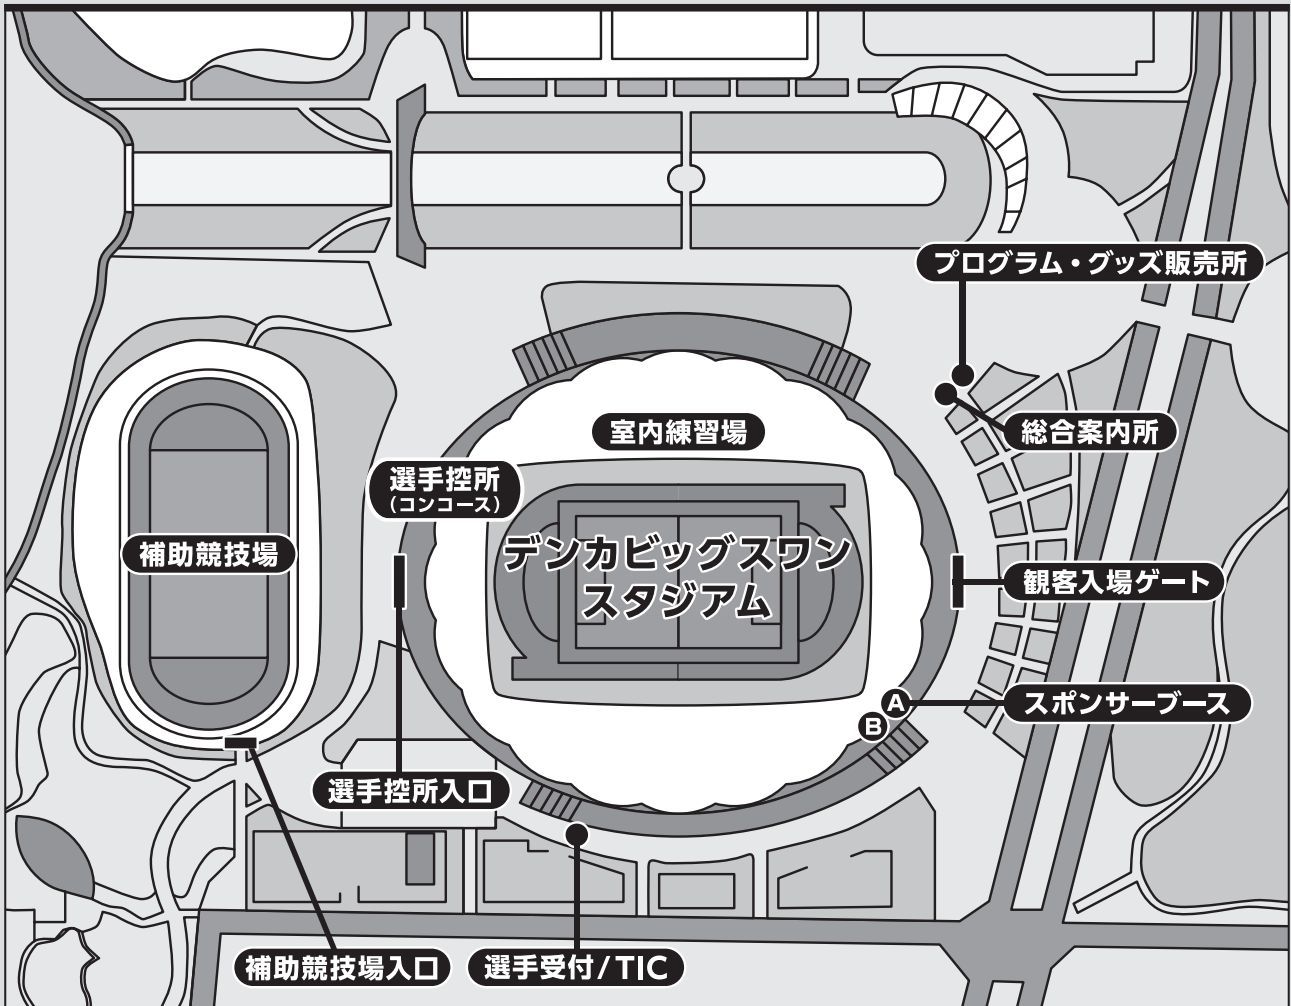 プログラム・グッズ販売所
総合案内所
室内練習場
選手控所
（コンコース）
デンカビッグスワン
スタジアム
補助競技場
観客入場ゲート
A
スポンサーブース
B
選手控所入口
補助競技場入口
選手受付/TIC